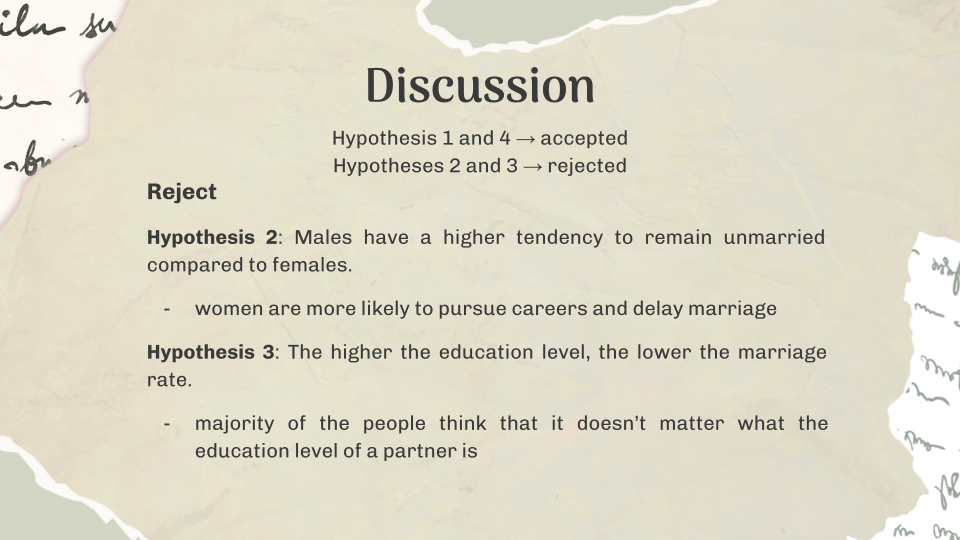 Discussion
Hypothesis 1 and 4 → accepted
Hypotheses 2 and 3 → rejected
Reject
Hypothesis 2: Males have a higher tendency to remain unmarried
compared to females.
- women are more likely to pursue careers and delay marriage
Hypothesis 3: The higher the education level, the lower the marriage
rate.
- majority of the people think that it doesn’t matter what the
education level of a partner is